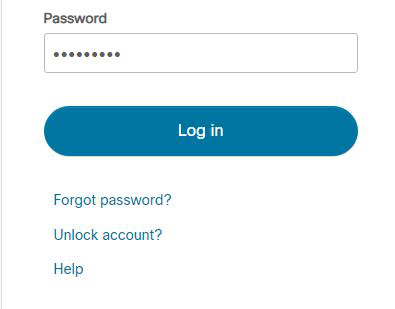 Password
•••••••••
Log in
Forgot password?
Unlock account?
Help